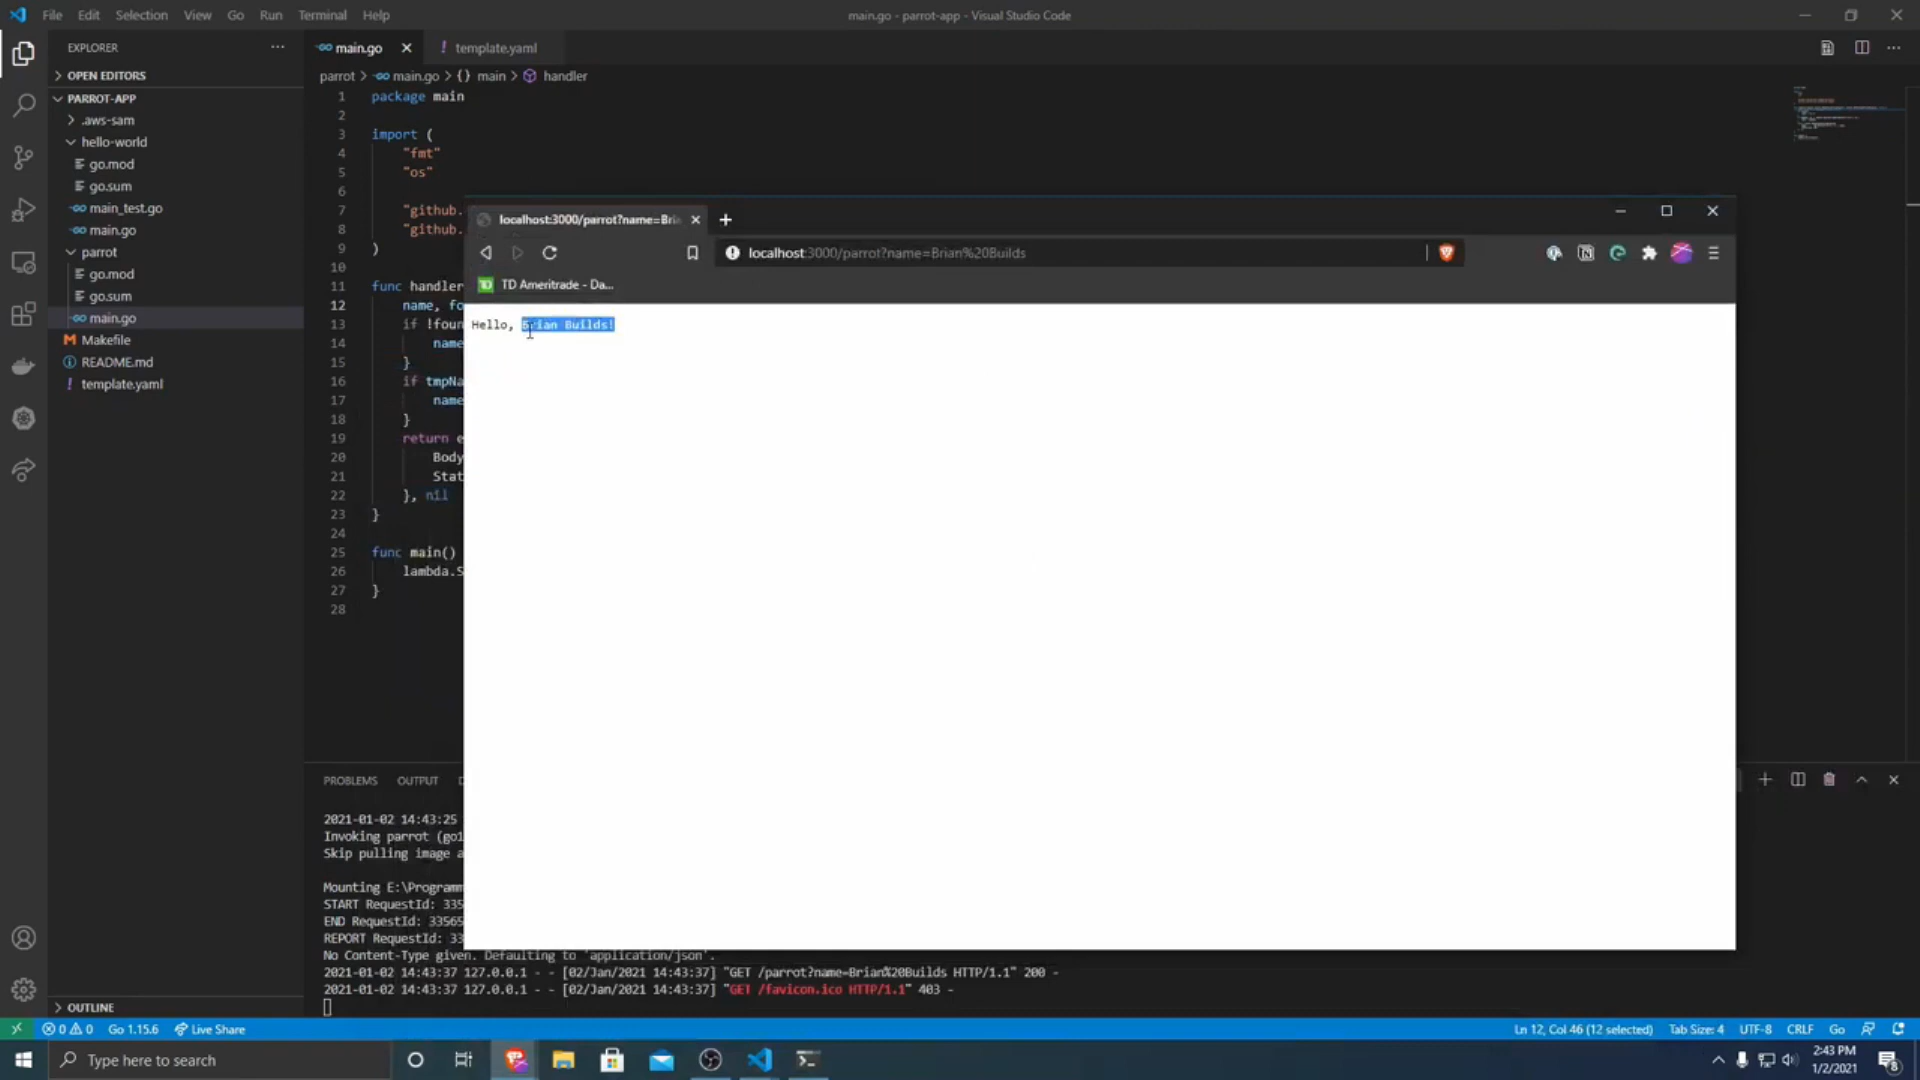 File Edit Selection View Go Run Terminal Help
main.go - parrot-app - Visual Studio Code
EXPLORER
OPEN EDITORS
PARROT-APP
.aws-sam
hello-world
go.mod
go.sum
main_test.go
main.go
parrot
go.mod
go.sum
main.go
Makefile
README.md
template.yaml
OUTLINE
main.go
template.yaml
parrot > main.go > {} main > handler
1 package main
2
3 import (
4 "fmt"
5 "os"
6
7 "github.
8 "github.
9 )
10
11 func handler
12 name, fo
13 if !foun
14 name
15 }
16 if tmpNa
17 name
18 }
19 return e
20 Body
21 Stat
22 }, nil
23 }
24
25 func main()
26 lambda.S
27 }
28
localhost:3000/parrot?name=Bri
localhost:3000/parrot?name=Brian%20Builds
TD Ameritrade - Da...
Hello, Brian Builds!
PROBLEMS OUTPUT
2021-01-02 14:43:25
Invoking parrot (go1
Skip pulling image a
Mounting E:\Programm
START RequestId: 335
END RequestId: 33565
REPORT RequestId: 33
No Content-Type given. Defaulting to 'application/json'.
2021-01-02 14:43:37 127.0.0.1 - - [02/Jan/2021 14:43:37] "GET /parrot?name=Brian%20Builds HTTP/1.1" 200 -
2021-01-02 14:43:37 127.0.0.1 - - [02/Jan/2021 14:43:37] "GET /favicon.ico HTTP/1.1" 403 -
0 0 Go 1.15.6 Live Share
Ln 12, Col 46 (12 selected) Tab Size: 4 UTF-8 CRLF Go
Type here to search
2:43 PM
1/2/2021
8